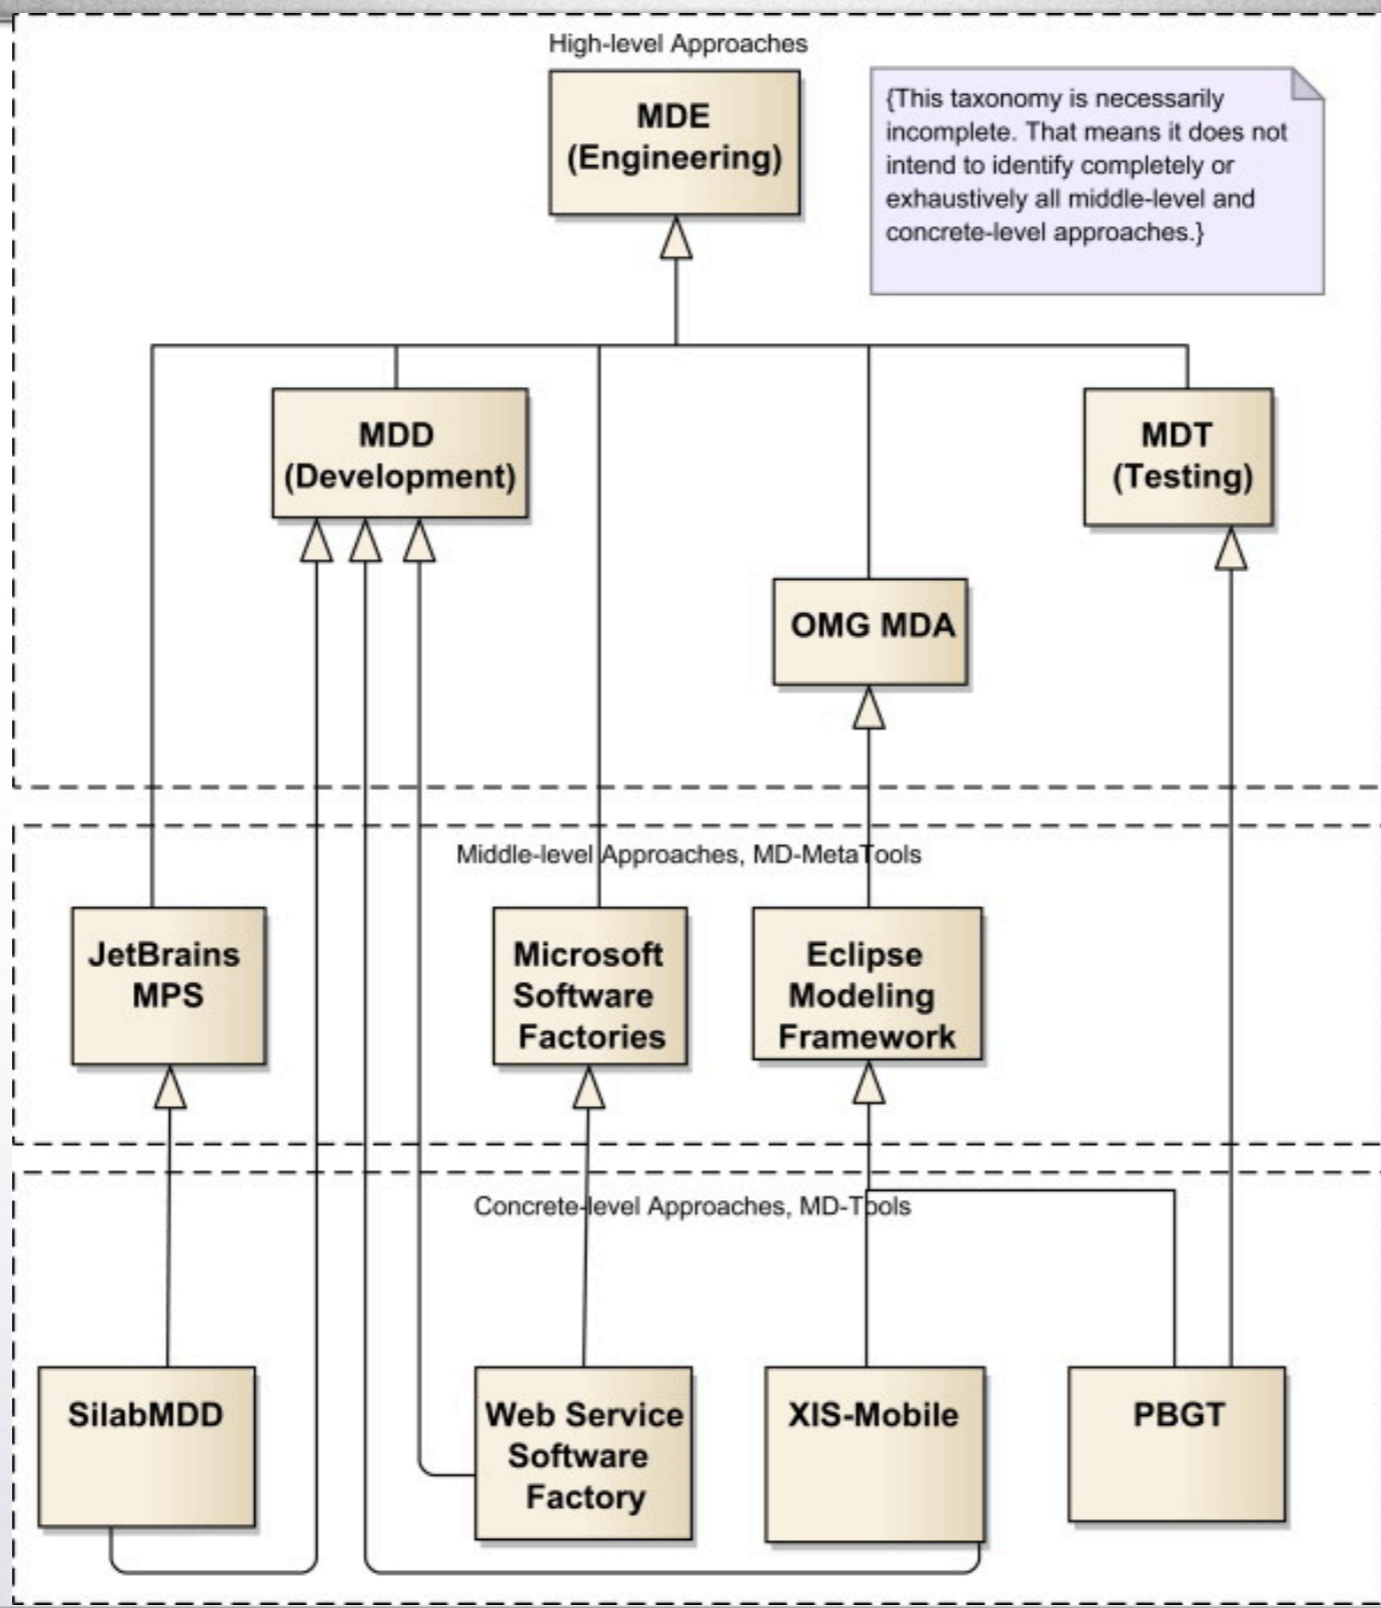 High-level Approaches
MDE
(Engineering)
{This taxonomy is necessarily
incomplete. That means it does not
intend to identify completely or
exhaustively all middle-level and
concrete-level approaches.}
MDD
(Development)
MDT
(Testing)
OMG MDA
Middle-level Approaches, MD-MetaTools
JetBrains
MPS
Microsoft
Software
Factories
Eclipse
Modeling
Framework
Concrete-level Approaches, MD-Tools
SilabMDD
Web Service
Software
Factory
XIS-Mobile
PBGT